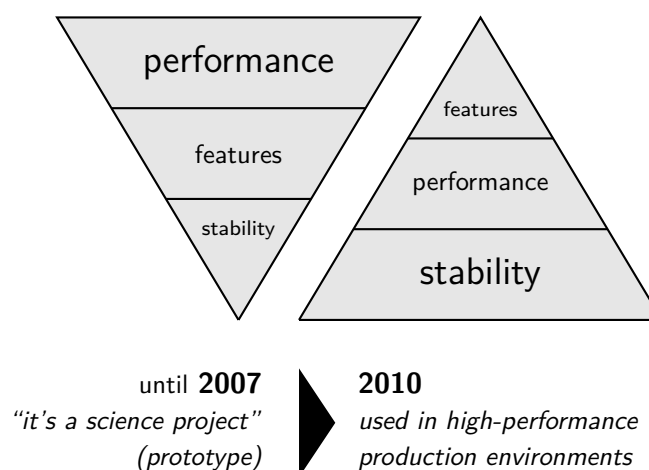 performance
features
stability
features
performance
stability
until 2007
“it's a science project”
(prototype)
2010
used in high-performance
production environments